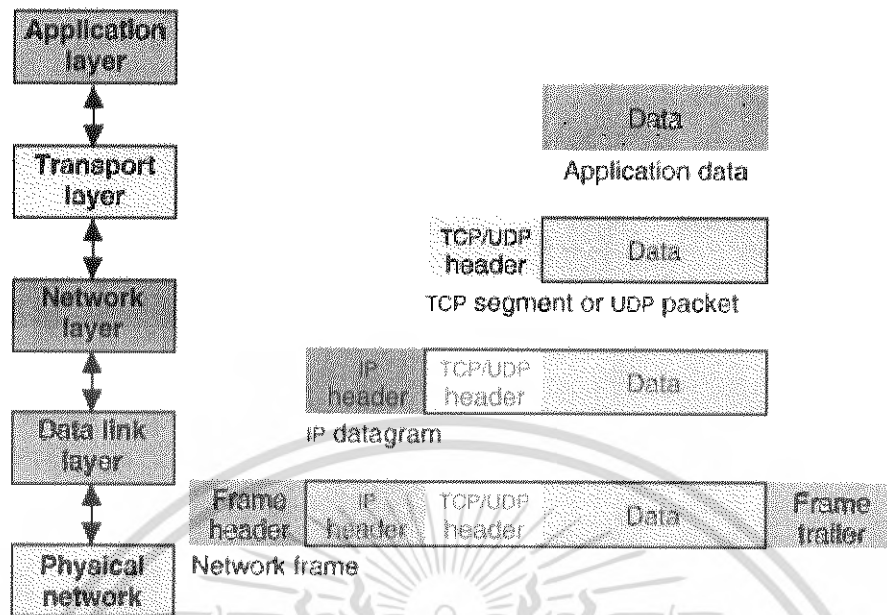 Application
layer
Data
Application data
Transport
layer
TCP/UDP
header
Data
TCP segment or UDP packet
Network
layer
IP
header
TCP/UDP
header
Data
IP datagram
Data link
layer
Frame
header
IP
header
TCP/UDP
header
Data
Frame
trailer
Network frame
Physical
network